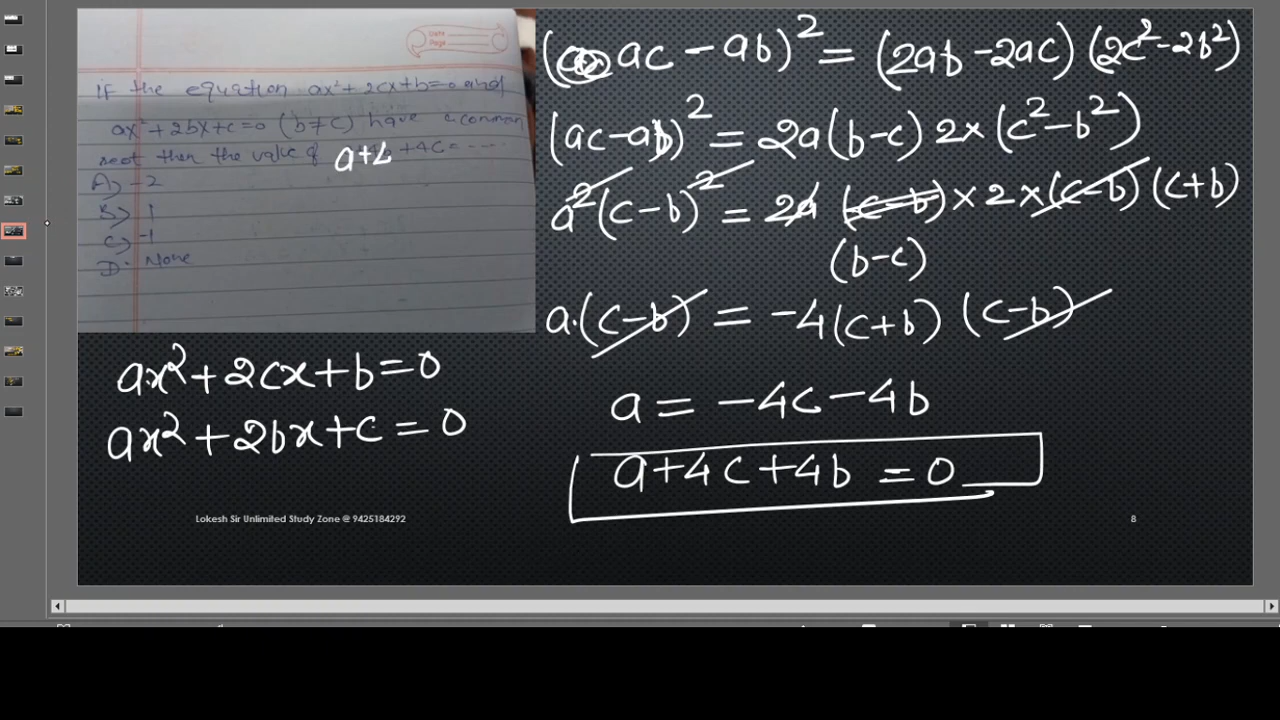 Date
Page
If the equation ax²+2cx+b=0 and
ax²+2bx+c=0 (b≠c) have a common
root then the value of a+4 +4c=....
A) -2
B) 1
C) -1
D. None
ax²+2cx+b=0
ax²+2bx+c=0
(ac-ab)²=(2ab-2ac)(2c²-2b²)
(ac-ab)²=2a(b-c)2×(c²-b²)
a²(c-b)²=2a(c-b)×2×(c-b)(c+b)
(b-c)
a.(c-b)=-4(c+b)(c-b)
a=-4c-4b
a+4c+4b=0
Lokesh Sir Unlimited Study Zone @ 9425184292
8